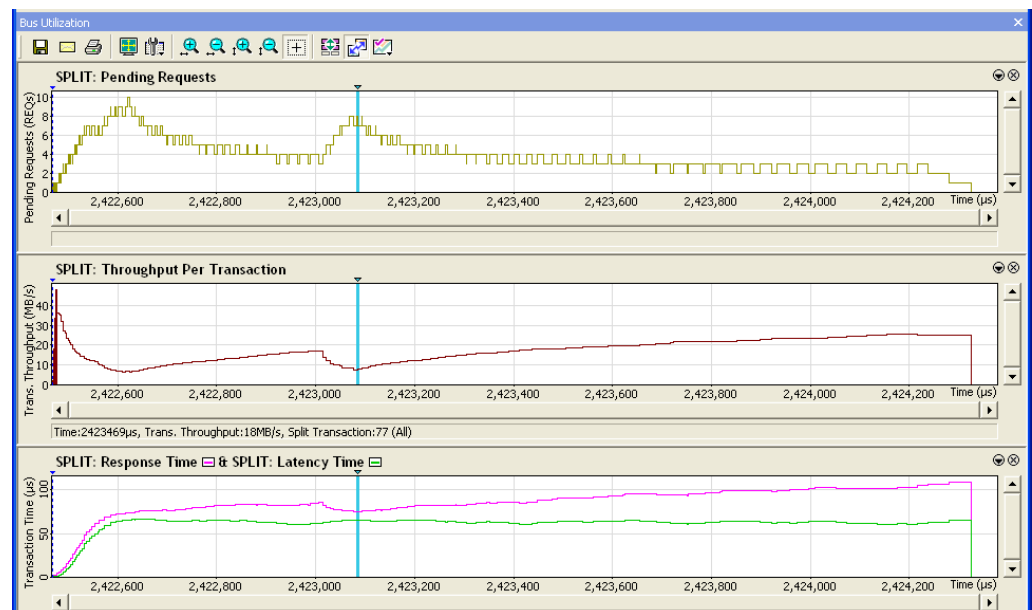 Bus Utilization
SPLIT: Pending Requests
Pending Requests (REQs)
10
8
6
4
2
0
2,422,600 2,422,800 2,423,000 2,423,200 2,423,400 2,423,600 2,423,800 2,424,000 2,424,200 Time (µs)
SPLIT: Throughput Per Transaction
Trans. Throughput (MB/s)
40
30
20
10
0
2,422,600 2,422,800 2,423,000 2,423,200 2,423,400 2,423,600 2,423,800 2,424,000 2,424,200 Time (µs)
Time:2423469µs, Trans. Throughput:18MB/s, Split Transaction:77 (All)
SPLIT: Response Time & SPLIT: Latency Time
Transaction Time (µs)
100
50
0
2,422,600 2,422,800 2,423,000 2,423,200 2,423,400 2,423,600 2,423,800 2,424,000 2,424,200 Time (µs)